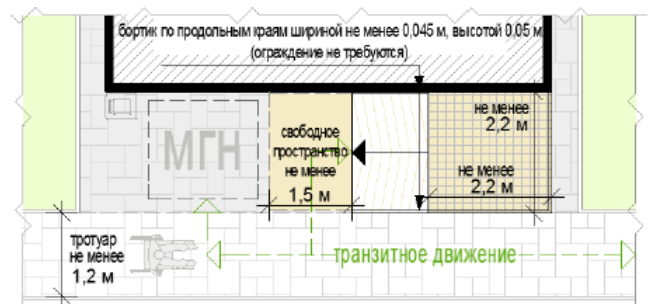 бортик по продольным краям шириной не менее 0,045 м, высотой 0,05 м
(ограждение не требуются)
МГН
свободное
пространство
не менее
1,5 м
не менее
2,2 м
не менее
2,2 м
тротуар
не менее
1,2 м
транзитное движение